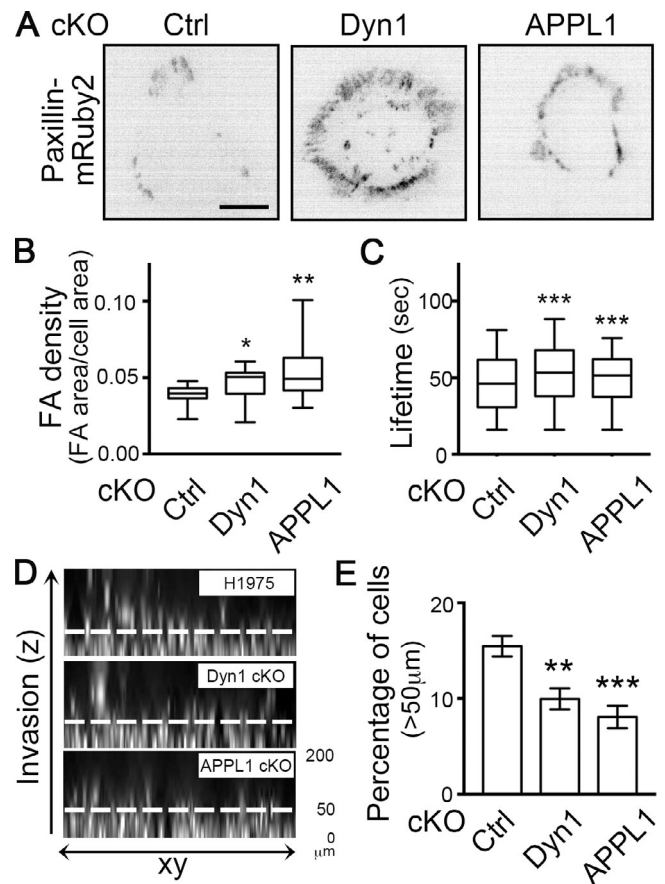 A cKO Ctrl Dyn1 APPL1
Paxillin-
mRuby2
B
FA density
(FA area/cell area)
0.10
0.05
0.00
* **
cKO Ctrl Dyn1 APPL1
C
Lifetime (sec)
100
50
0
*** ***
cKO Ctrl Dyn1 APPL1
D
Invasion (z)
H1975
Dyn1 cKO
APPL1 cKO
200
50
0
µm
xy
E
Percentage of cells
(>50µm)
20
10
0
** ***
cKO Ctrl Dyn1 APPL1